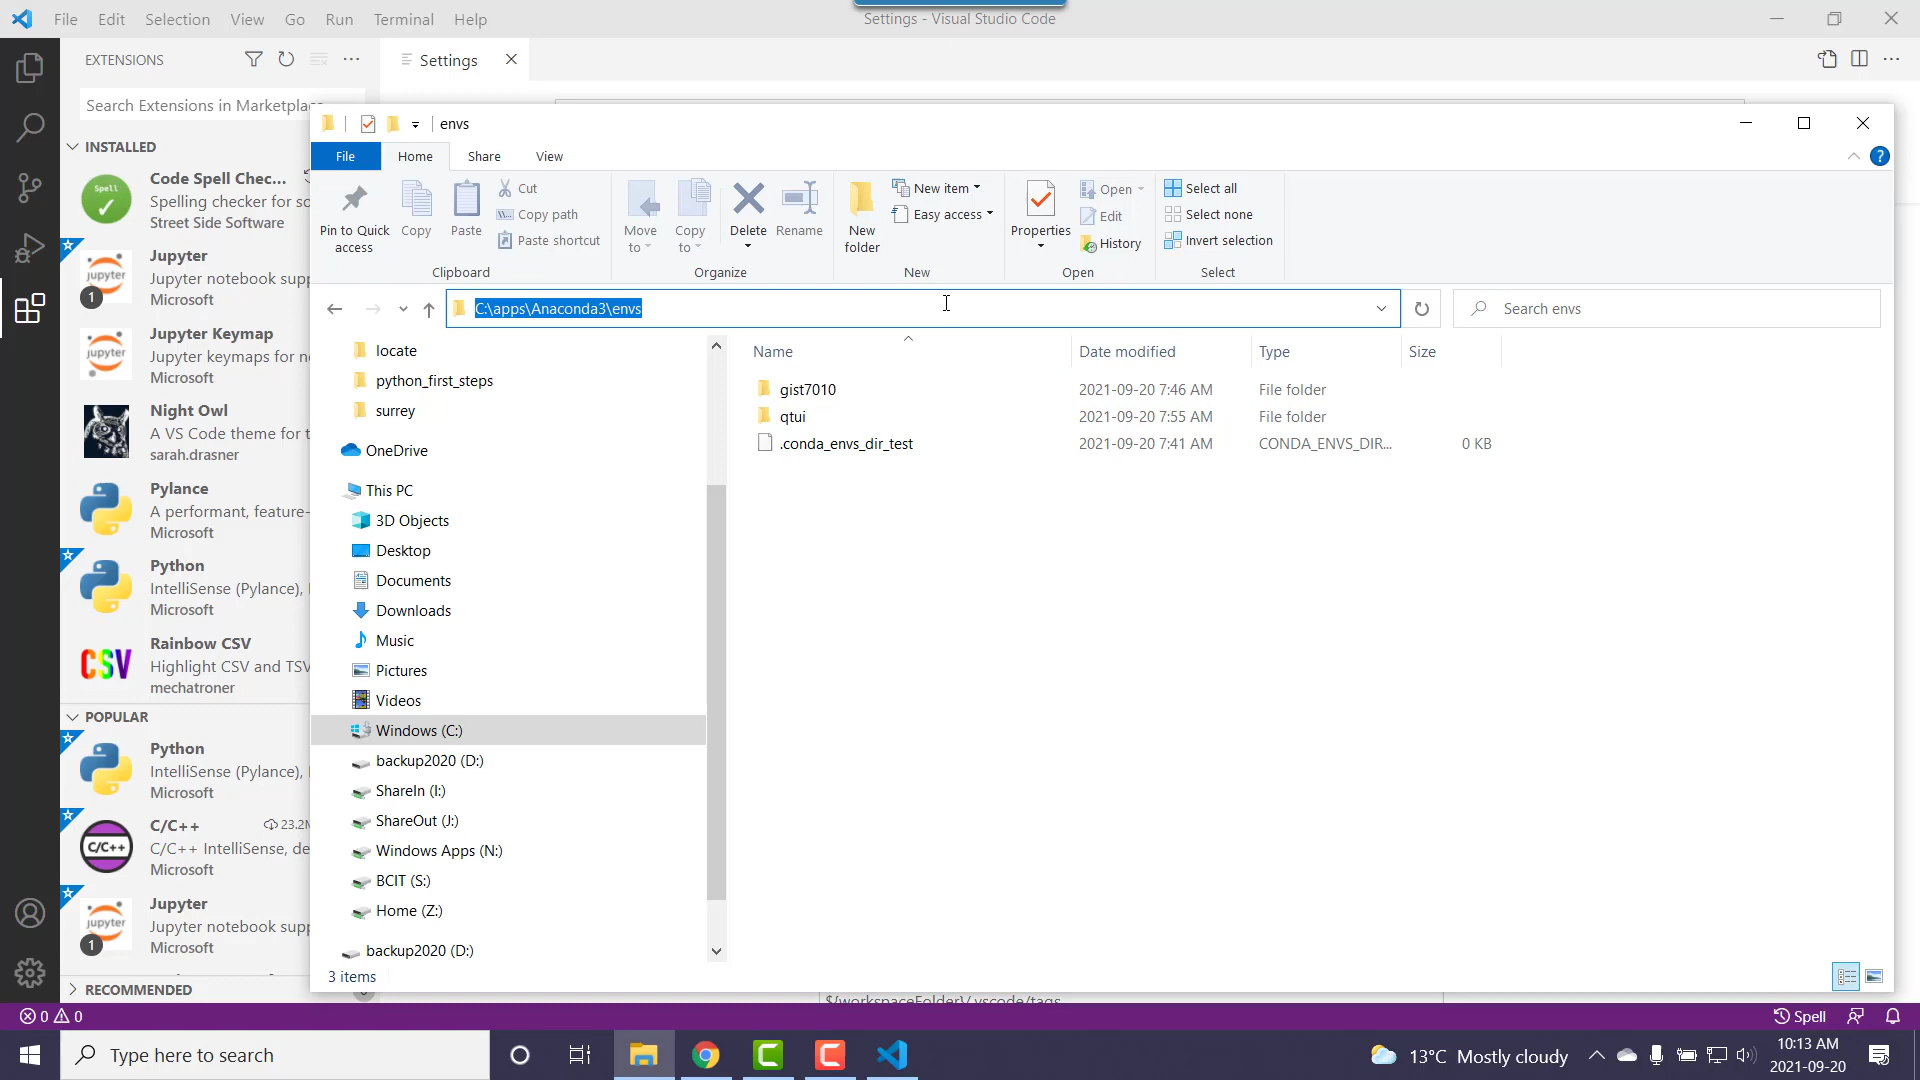 File Edit Selection View Go Run Terminal Help
Settings - Visual Studio Code
EXTENSIONS
Settings
Search Extensions in Marketplace
INSTALLED
Spell
Code Spell Chec...
Spelling checker for so
Street Side Software
Jupyter
Jupyter notebook supp
Microsoft
jupyter
1
Jupyter Keymap
Jupyter keymaps for n
Microsoft
jupyter
Night Owl
A VS Code theme for t
sarah.drasner
Pylance
A performant, feature-
Microsoft
Python
IntelliSense (Pylance),
Microsoft
CSV
Rainbow CSV
Highlight CSV and TSV
mechatroner
POPULAR
Python
IntelliSense (Pylance),
Microsoft
C/C++
C/C++ 23.2M
C/C++ IntelliSense, de
Microsoft
Jupyter
Jupyter notebook supp
Microsoft
jupyter
1
RECOMMENDED
envs
File Home Share View
Pin to Quick access
Copy
Paste
Cut
Copy path
Paste shortcut
Clipboard
Move to
Copy to
Delete
Rename
Organize
New folder
New item
Easy access
New
Properties
Open
Edit
History
Open
Select all
Select none
Invert selection
Select
C:\apps\Anaconda3\envs
Search envs
locate
python_first_steps
surrey
OneDrive
This PC
3D Objects
Desktop
Documents
Downloads
Music
Pictures
Videos
Windows (C:)
backup2020 (D:)
ShareIn (I:)
ShareOut (J:)
Windows Apps (N:)
BCIT (S:)
Home (Z:)
backup2020 (D:)
Name Date modified Type Size
gist7010 2021-09-20 7:46 AM File folder
qtui 2021-09-20 7:55 AM File folder
.conda_envs_dir_test 2021-09-20 7:41 AM CONDA_ENVS_DIR... 0 KB
3 items
${workspaceFolder}/.vscode/tags
0 0
Spell
Type here to search
13°C Mostly cloudy
10:13 AM
2021-09-20